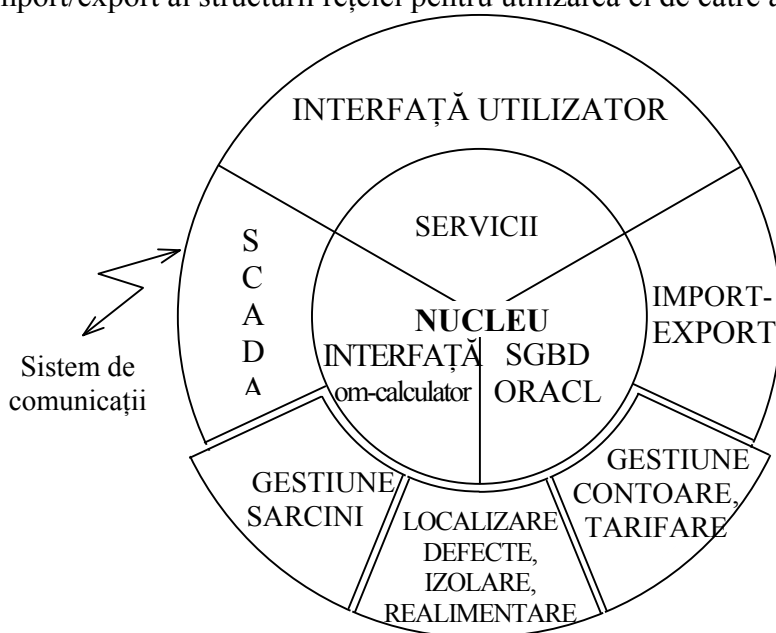 mport/export al structurii rețelei pentru utilizarea ei de către a
INTERFAȚĂ UTILIZATOR
SERVICII
S
C
A
D
A
IMPORT-
EXPORT
NUCLEU
INTERFAȚĂ
om-calculator
SGBD
ORACL
Sistem de
comunicații
GESTIUNE
SARCINI
LOCALIZARE
DEFECTE,
IZOLARE,
REALIMENTARE
GESTIUNE
CONTOARE,
TARIFARE